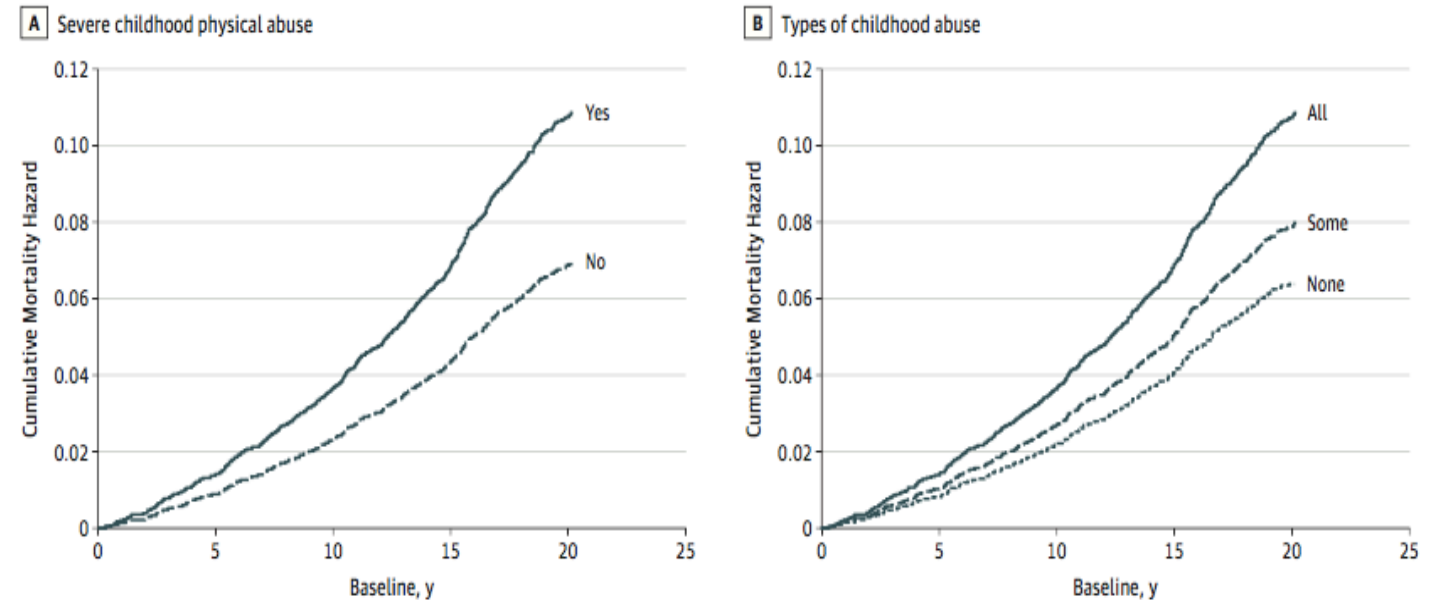 A Severe childhood physical abuse
0.12
0.10
0.08
0.06
0.04
0.02
0
Cumulative Mortality Hazard
Yes
No
0 5 10 15 20 25
Baseline, y
B Types of childhood abuse
0.12
0.10
0.08
0.06
0.04
0.02
0
Cumulative Mortality Hazard
All
Some
None
0 5 10 15 20 25
Baseline, y